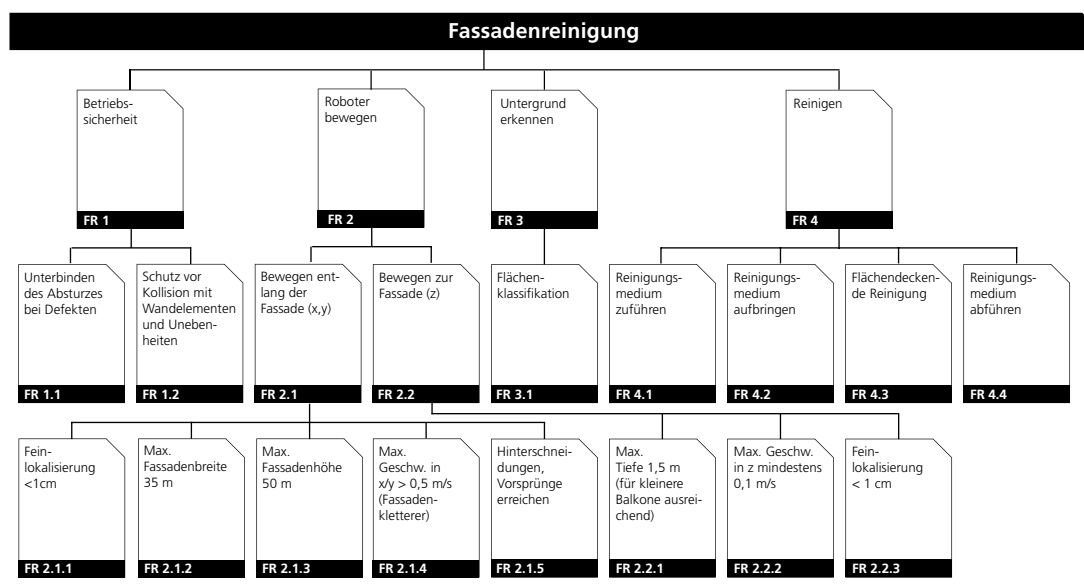 Fassadenreinigung
Betriebs-
sicherheit
FR 1
Roboter
bewegen
FR 2
Untergrund
erkennen
FR 3
Reinigen
FR 4
Unterbinden
des Absturzes
bei Defekten
FR 1.1
Schutz vor
Kollision mit
Wandelementen
und Uneben-
heiten
FR 1.2
Bewegen ent-
lang der
Fassade (x,y)
FR 2.1
Bewegen zur
Fassade (z)
FR 2.2
Flächen-
klassifikation
FR 3.1
Reinigungs-
medium
zuführen
FR 4.1
Reinigungs-
medium
aufbringen
FR 4.2
Flächendecken-
de Reinigung
FR 4.3
Reinigungs-
medium
abführen
FR 4.4
Fein-
lokalisierung
<1cm
FR 2.1.1
Max.
Fassadenbreite
35 m
FR 2.1.2
Max.
Fassadenhöhe
50 m
FR 2.1.3
Max.
Geschw. in
x/y > 0,5 m/s
(Fassaden-
kletterer)
FR 2.1.4
Hinterschnei-
dungen,
Vorsprünge
erreichen
FR 2.1.5
Max.
Tiefe 1,5 m
(für kleinere
Balkone ausrei-
chend)
FR 2.2.1
Max. Geschw.
in z mindestens
0,1 m/s
FR 2.2.2
Fein-
lokalisierung
< 1 cm
FR 2.2.3